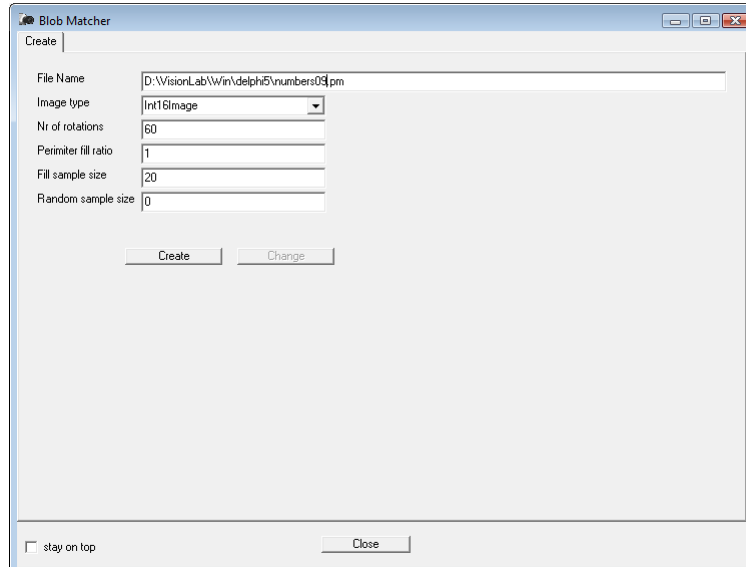 Blob Matcher
Create
File Name D:\VisionLab\Win\delphi5\numbers09.pm
Image type Int16Image
Nr of rotations 60
Perimiter fill ratio 1
Fill sample size 20
Random sample size 0
Create Change
stay on top Close